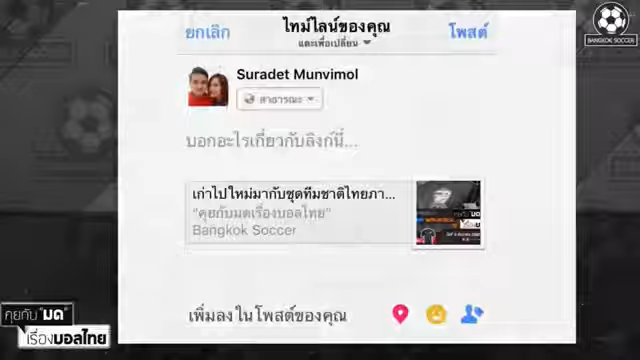 ยกเลิก
ไทม์ไลน์ของคุณ
โพสต์
แตะเพื่อเปลี่ยน
BANGKOK SOCCER
Suradet Munvimol
สาธารณะ
บอกอะไรเกี่ยวกับลิงก์นี้...
เก่าไปใหม่มากับชุดทีมชาติไทยภา...
"คุยกับมดเรื่องบอลไทย"
Bangkok Soccer
เพิ่มลงในโพสต์ของคุณ
คุยกับ "มด"
เรื่องบอลไทย